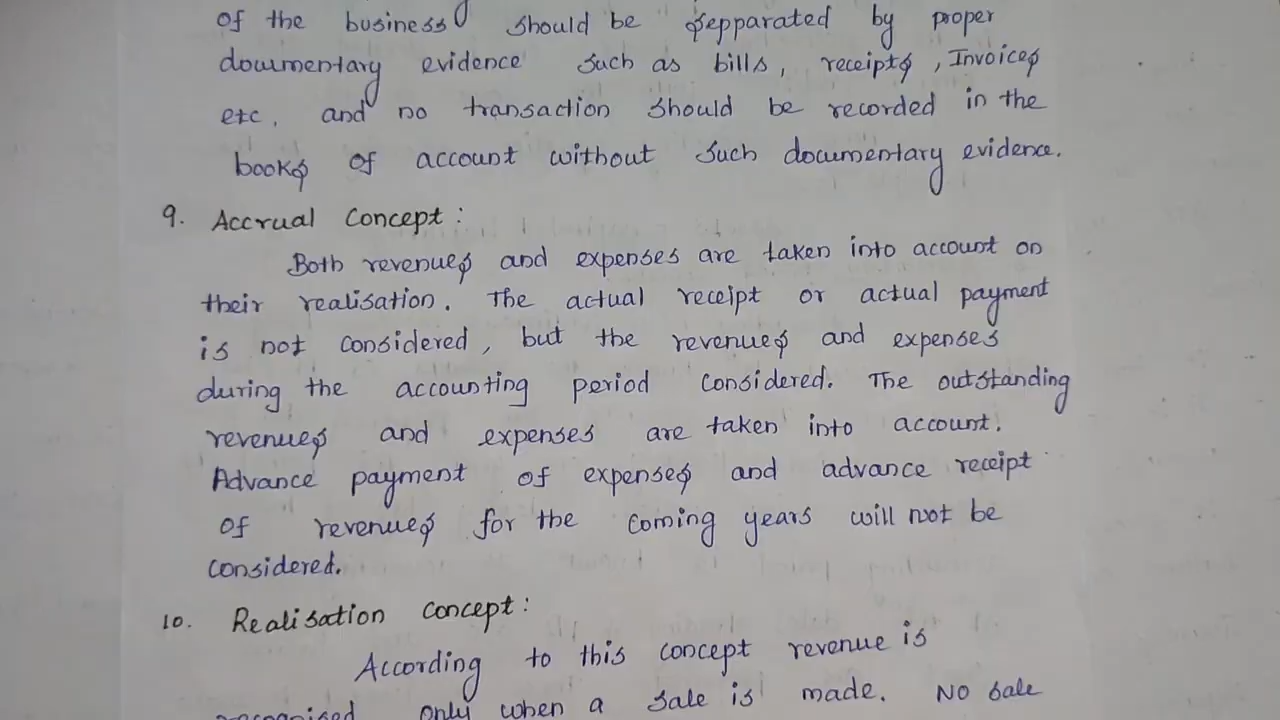 of the business should be sepparated by proper
documentary evidence such as bills, receipts, Invoices
etc. and no transaction should be recorded in the
books of account without such documentary evidence.
9. Accrual Concept:
Both revenues and expenses are taken into account on
their realisation. The actual receipt or actual payment
is not considered, but the revenues and expenses
during the accounting period considered. The outstanding
revenues and expenses are taken into account.
Advance payment of expenses and advance receipt
of revenues for the coming years will not be
considered.
10. Realisation Concept:
According to this concept revenue is
recognised only when a sale is made. No sale